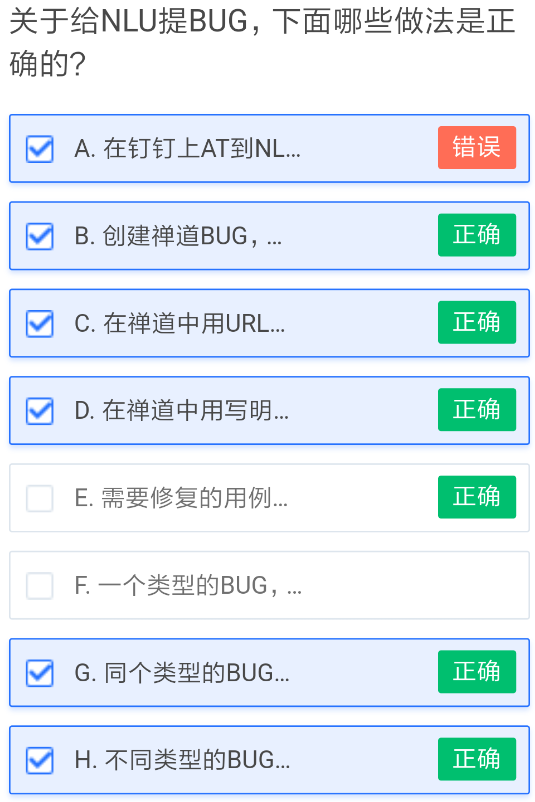 关于给NLU提BUG，下面哪些做法是正
确的?
A. 在钉钉上AT到NL... 错误
B. 创建禅道BUG，... 正确
C. 在禅道中用URL... 正确
D. 在禅道中用写明... 正确
E. 需要修复的用例... 正确
F. 一个类型的BUG，...
G. 同个类型的BUG... 正确
H. 不同类型的BUG... 正确